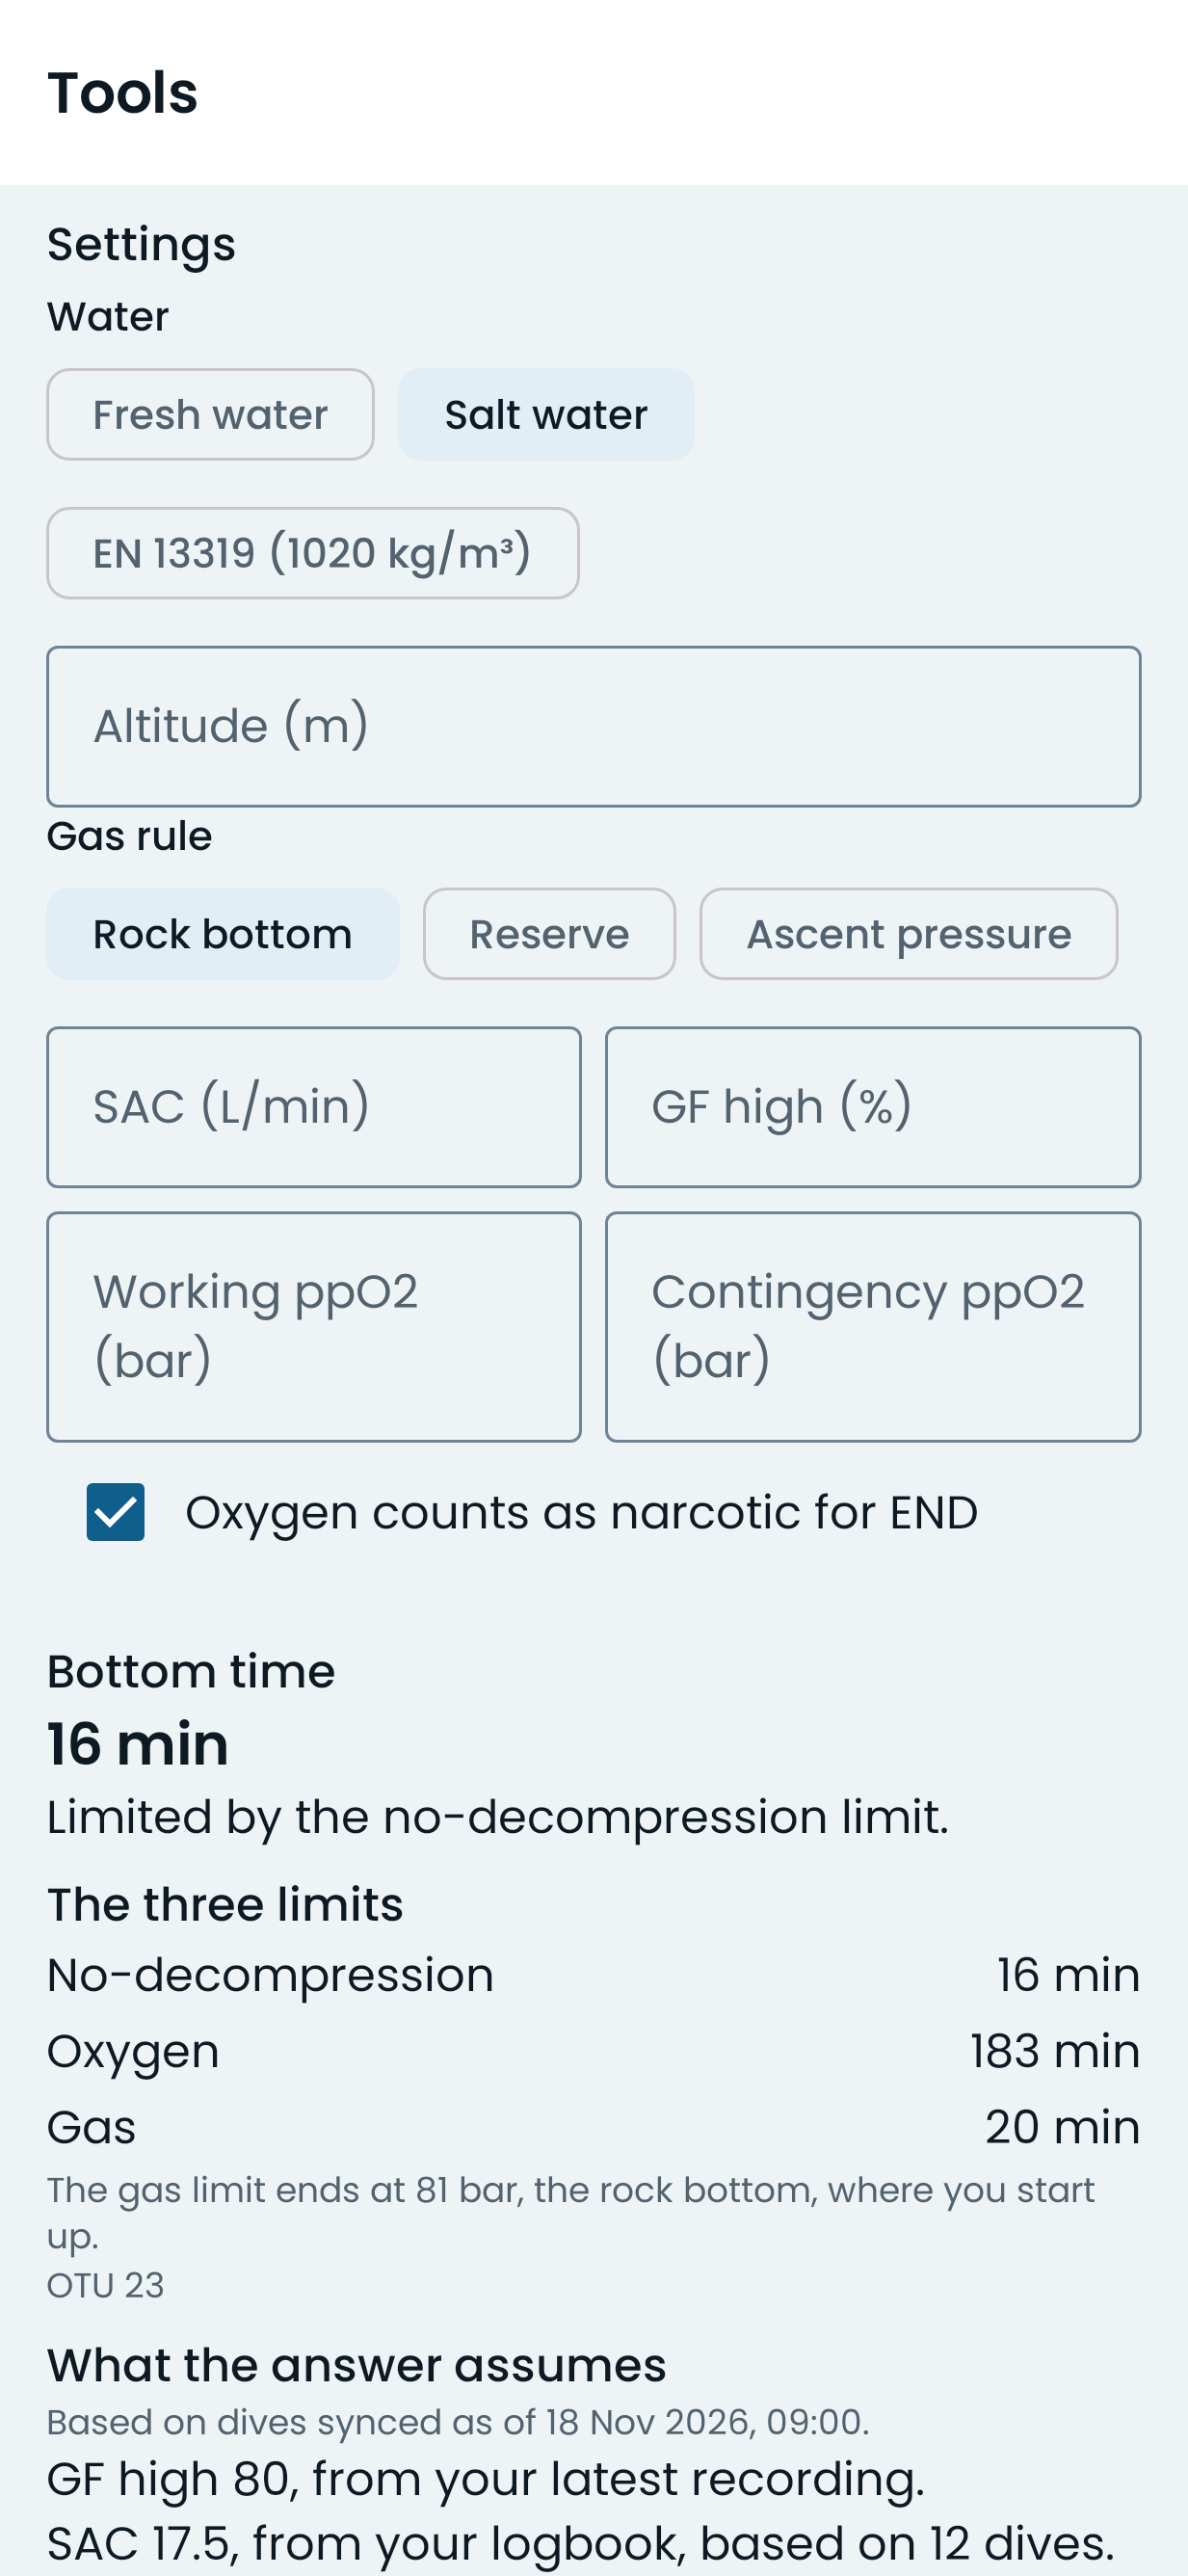 Tools
Settings
Water
Fresh water
Salt water
EN 13319 (1020 kg/m³)
Altitude (m)
Gas rule
Rock bottom
Reserve
Ascent pressure
SAC (L/min)
GF high (%)
Working ppO2
(bar)
Contingency ppO2
(bar)
Oxygen counts as narcotic for END
Bottom time
16 min
Limited by the no-decompression limit.
The three limits
No-decompression 16 min
Oxygen 183 min
Gas 20 min
The gas limit ends at 81 bar, the rock bottom, where you start
up.
OTU 23
What the answer assumes
Based on dives synced as of 18 Nov 2026, 09:00.
GF high 80, from your latest recording.
SAC 17.5, from your logbook, based on 12 dives.